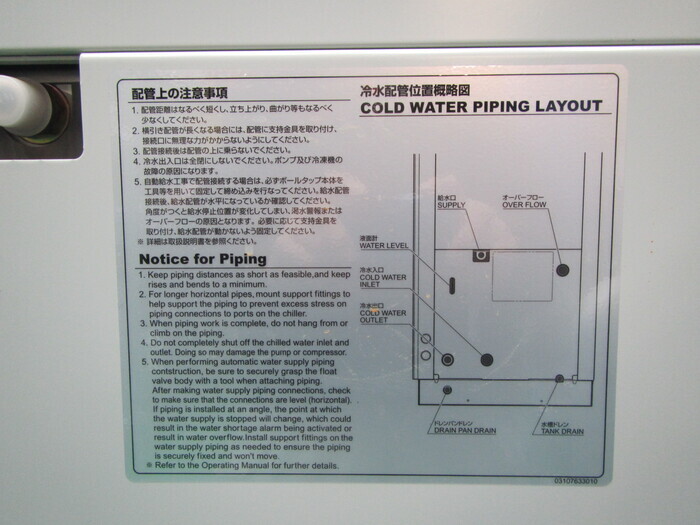 配管上の注意事項
1. 配管距離はなるべく短くし、立ち上がり、曲がり等もなるべく
少なくしてください。
2. 横引き配管が長くなる場合には、配管に支持金具を取り付け、
接続口に無理な力がかからないようにしてください。
3. 配管接続後は配管の上に乗らないでください。
4. 冷水出入口は全閉にしないでください。ポンプ及び冷凍機の
故障の原因になります。
5. 自動給水工事で配管接続する場合は、必ずボールタップ本体を
工具等を用いて固定して締め込みを行なってください。給水配管
接続後、給水配管が水平になっているか確認してください。
角度がつくと給水停止位置が変化してしまい、渇水警報または
オーバーフローの原因となります。必要に応じて支持金具を
取り付け、給水配管が動かないよう固定してください。
※ 詳細は取扱説明書を参照ください。
Notice for Piping
1. Keep piping distances as short as feasible,and keep
rises and bends to a minimum.
2. For longer horizontal pipes, mount support fittings to
help support the piping to prevent excess stress on
piping connections to ports on the chiller.
3. When piping work is complete, do not hang from or
climb on the piping.
4. Do not completely shut off the chilled water inlet and
outlet. Doing so may damage the pump or compressor.
5. When performing automatic water supply piping
contstruction, be sure to securely grasp the float
valve body with a tool when attaching piping.
After making water supply piping connections, check
to make sure that the connections are level (horizontal).
If piping is installed at an angle, the point at which
the water supply is stopped will change, which could
result in the water shortage alarm being activated or
result in water overflow.Install support fittings on the
water supply piping as needed to ensure the piping
is securely fixed and won't move.
※ Refer to the Operating Manual for further details.
冷水配管位置概略図
COLD WATER PIPING LAYOUT
給水口
SUPPLY
オーバーフロー
OVER FLOW
液面計
WATER LEVEL
冷水入口
COLD WATER
INLET
冷水出口
COLD WATER
OUTLET
ドレンパンドレン
DRAIN PAN DRAIN
水槽ドレン
TANK DRAIN
03107633010